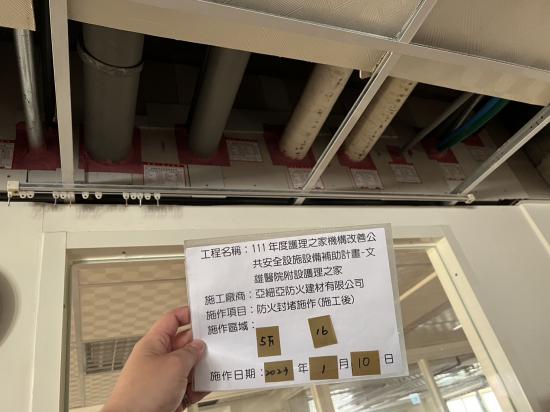 工程名稱：111 年度護理之家機構改善公
共安全設施設備補助計畫-文
雄醫院附設護理之家
施工廠商：亞細亞防火建材有限公司
施作項目：防火封堵施作(施工後)
施作區域：
5F 16
施作日期：2024 年 1 月 10 日